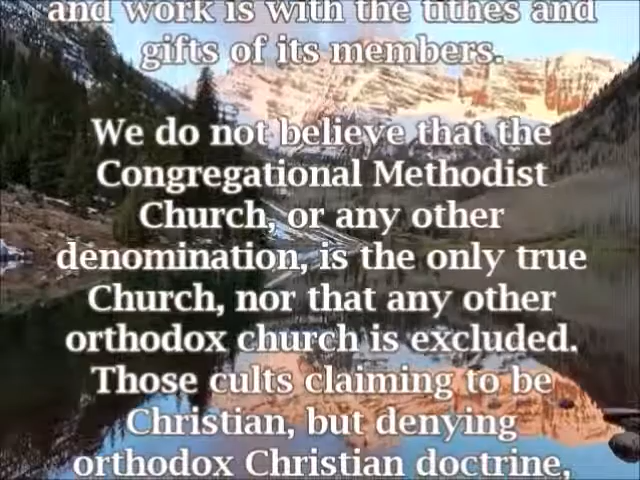 and work is with the tithes and
gifts of its members.
We do not believe that the
Congregational Methodist
Church, or any other
denomination, is the only true
Church, nor that any other
orthodox church is excluded.
Those cults claiming to be
Christian, but denying
orthodox Christian doctrine,